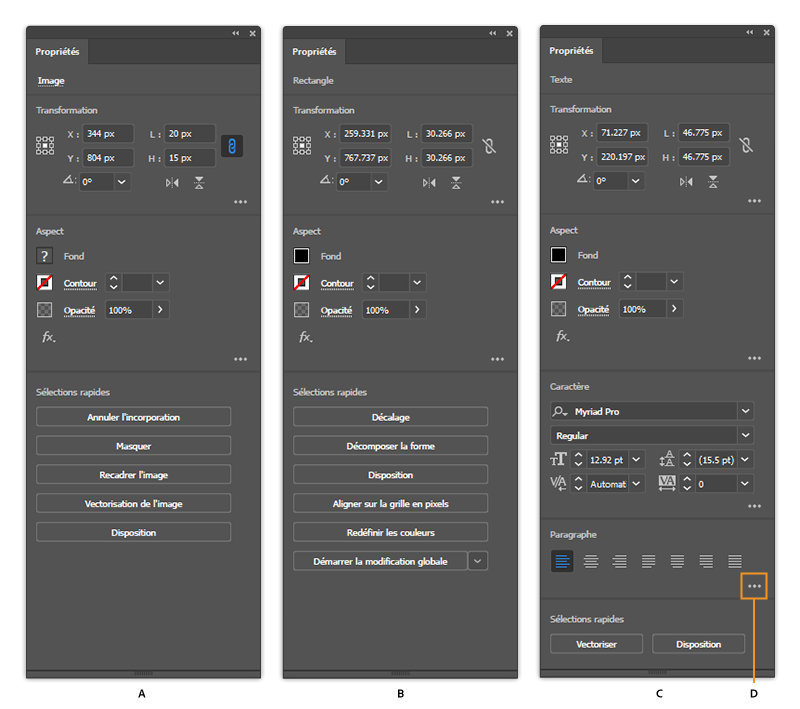 Propriétés
Image
Transformation
X : 344 px L : 20 px
Y : 804 px H : 15 px
0°
Aspect
? Fond
Contour
Opacité 100%
fx.
Sélections rapides
Annuler l'incorporation
Masquer
Recadrer l'image
Vectorisation de l'image
Disposition
A
Propriétés
Rectangle
Transformation
X : 259.331 px L : 30.266 px
Y : 767.737 px H : 30.266 px
0°
Aspect
Fond
Contour
Opacité 100%
fx.
Sélections rapides
Décalage
Décomposer la forme
Disposition
Aligner sur la grille en pixels
Redéfinir les couleurs
Démarrer la modification globale
B
Propriétés
Texte
Transformation
X : 71.227 px L : 46.775 px
Y : 220.197 px H : 46.775 px
0°
Aspect
Fond
Contour
Opacité 100%
fx.
Caractère
Myriad Pro
Regular
12.92 pt (15.5 pt)
Automat 0
Paragraphe
Sélections rapides
Vectoriser Disposition
C D